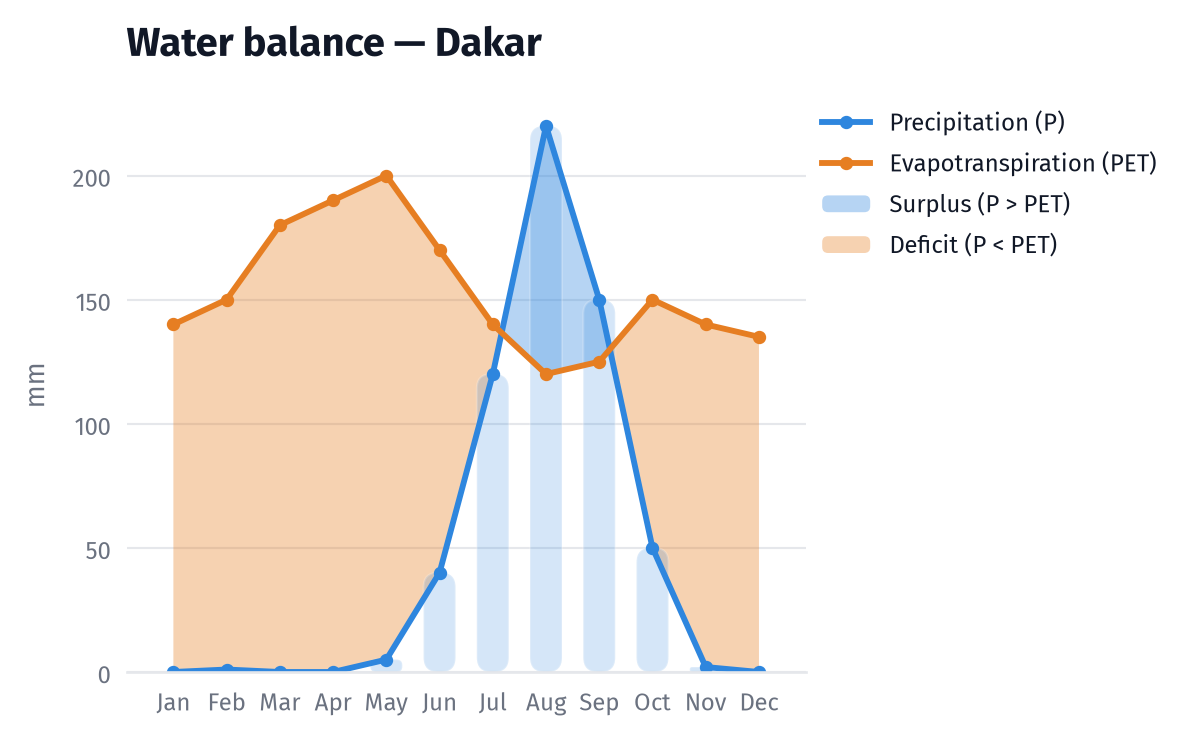 Water balance — Dakar
Precipitation (P)
Evapotranspiration (PET)
Surplus (P > PET)
Deficit (P < PET)
mm
200
150
100
50
0
Jan Feb Mar Apr May Jun Jul Aug Sep Oct Nov Dec